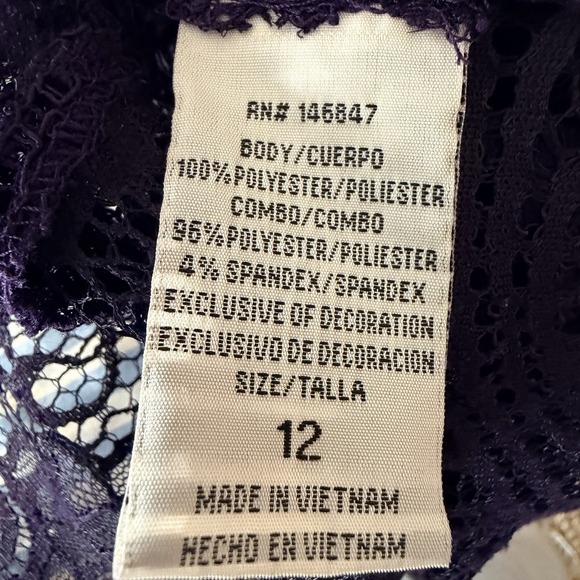 RN# 146847
BODY/CUERPO
100% POLYESTER/POLIESTER
COMBO/COMBO
96% POLYESTER/POLIESTER
4% SPANDEX/SPANDEX
EXCLUSIVE OF DECORATION
EXCLUSIVO DE DECORACION
SIZE/TALLA
12
MADE IN VIETNAM
HECHO EN VIETNAM